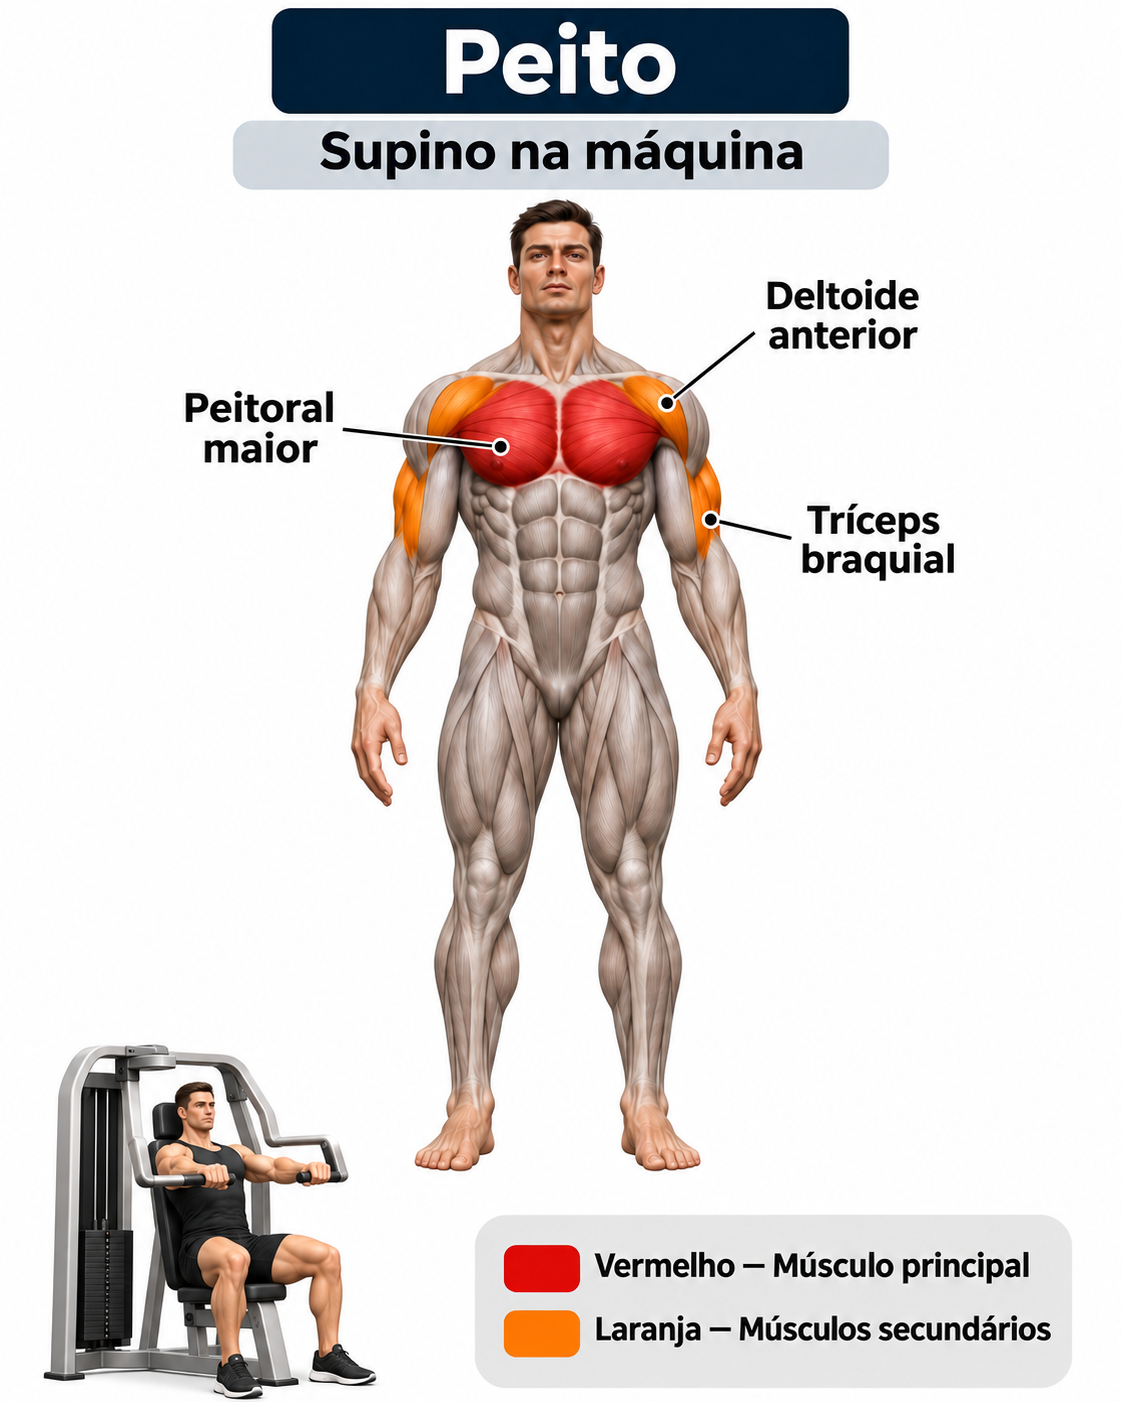 Peito
Supino na máquina
Deltoide
anterior
Peitoral
maior
Tríceps
braquial
Vermelho – Músculo principal
Laranja – Músculos secundários